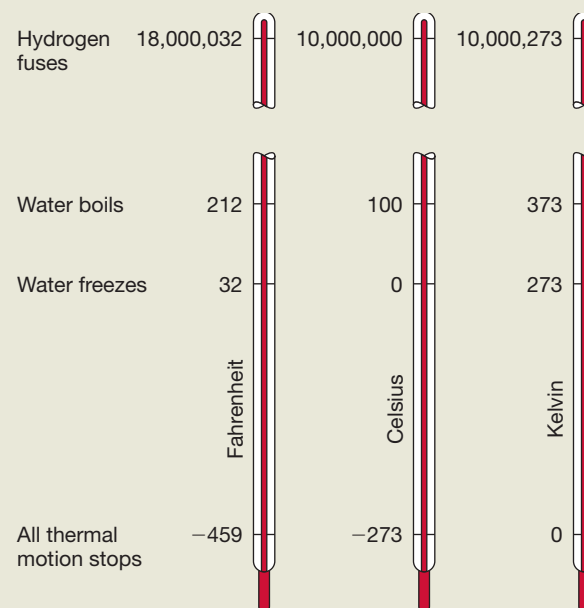 Hydrogen fuses 18,000,032 10,000,000 10,000,273
Water boils 212 100 373
Water freezes 32 0 273
Fahrenheit Celsius Kelvin
All thermal motion stops −459 −273 0